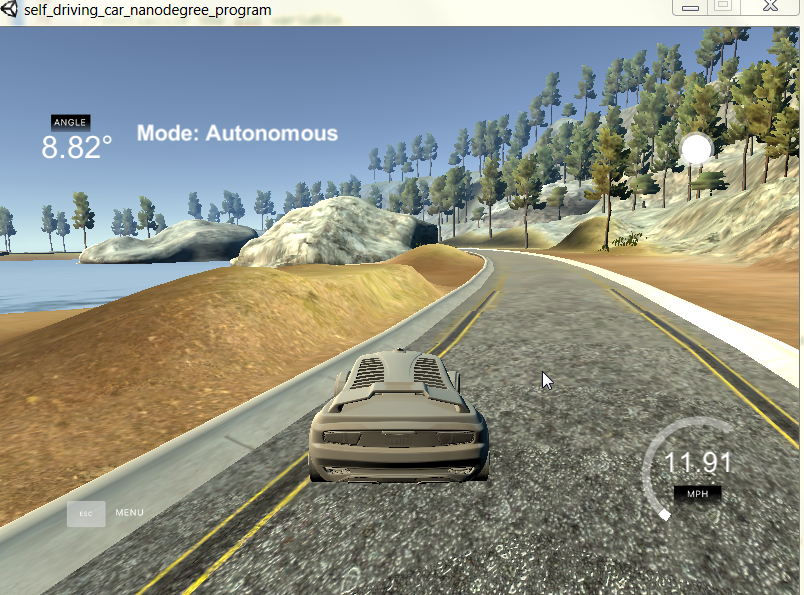 self_driving_car_nanodegree_program
ANGLE
8.82°
Mode: Autonomous
11.91
MPH
ESC
MENU